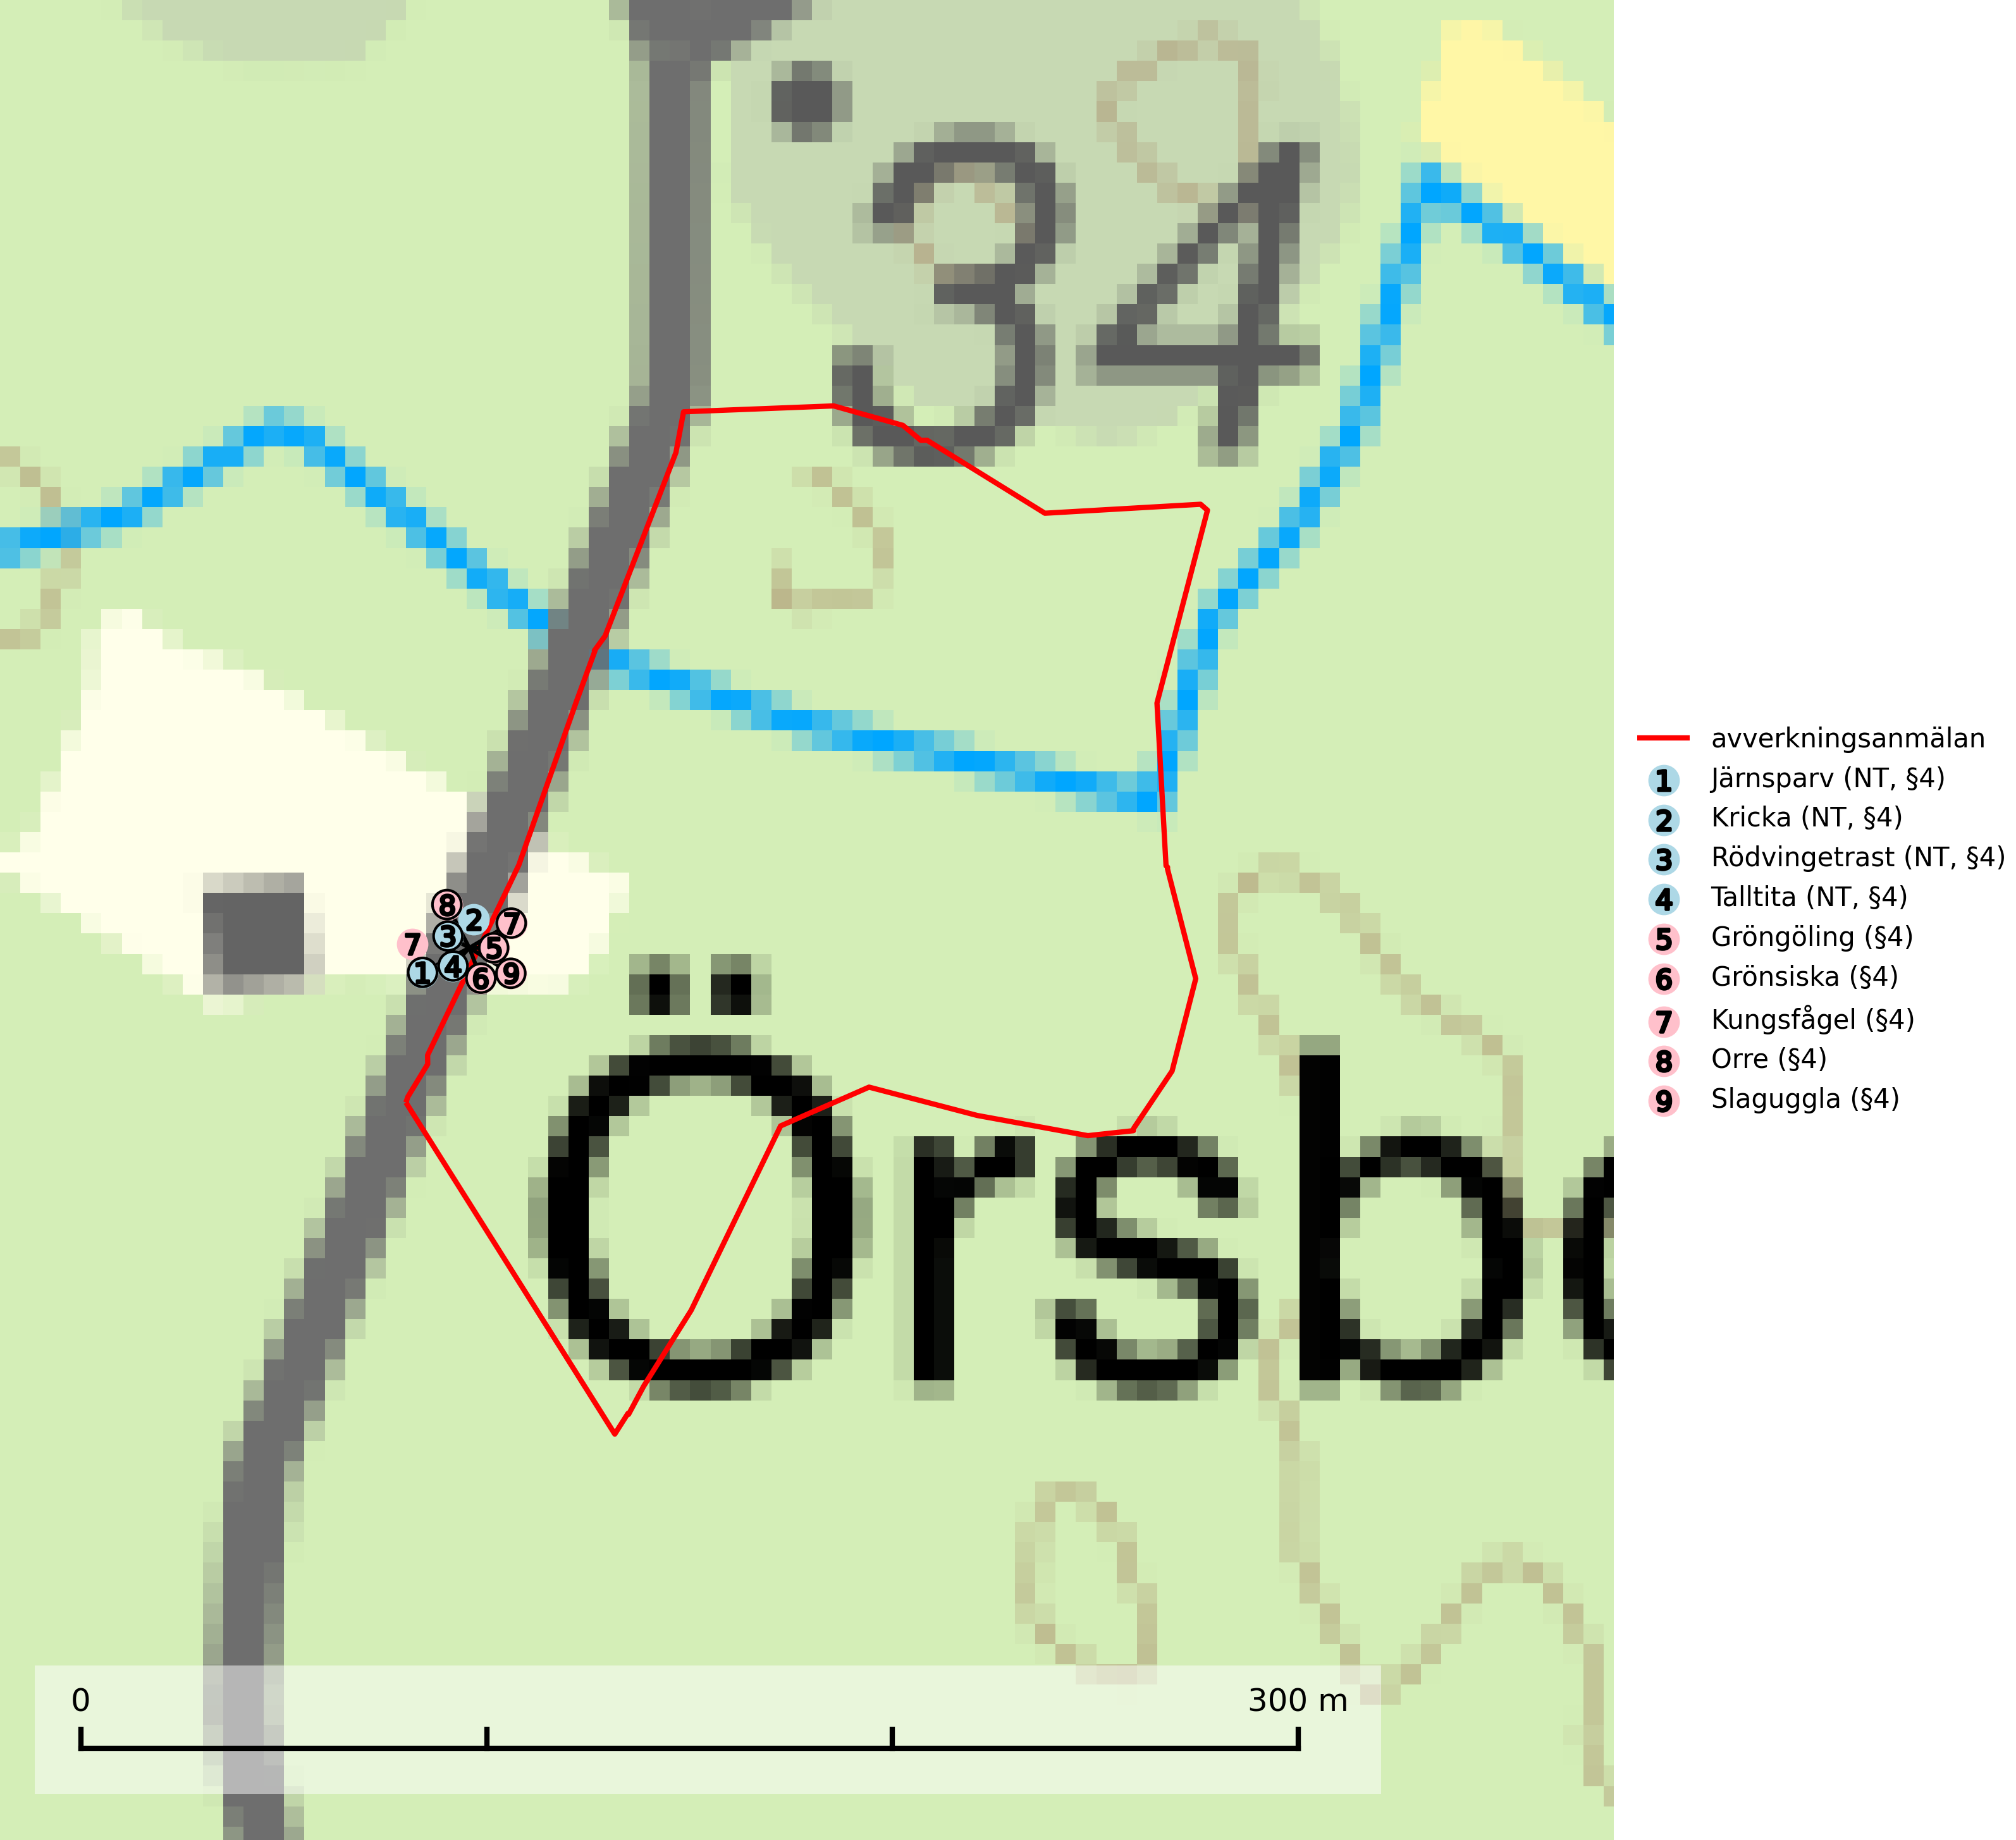 34
8
2
7
3
7
5
1
4
6
9
Örsb
0
300 m
avverkningsanmälan
1 Järnsparv (NT, §4)
2 Kricka (NT, §4)
3 Rödvingetrast (NT, §4)
4 Talltita (NT, §4)
5 Gröngöling (§4)
6 Grönsiska (§4)
7 Kungsfågel (§4)
8 Orre (§4)
9 Slaguggla (§4)